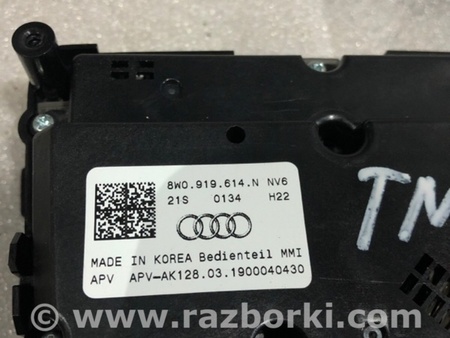 8W0.919.614.N NV6
21S 0134 H22
MADE IN KOREA Bedienteil MMI
APV APV-AK128.03.1900040430
TN
© www.razborki.com